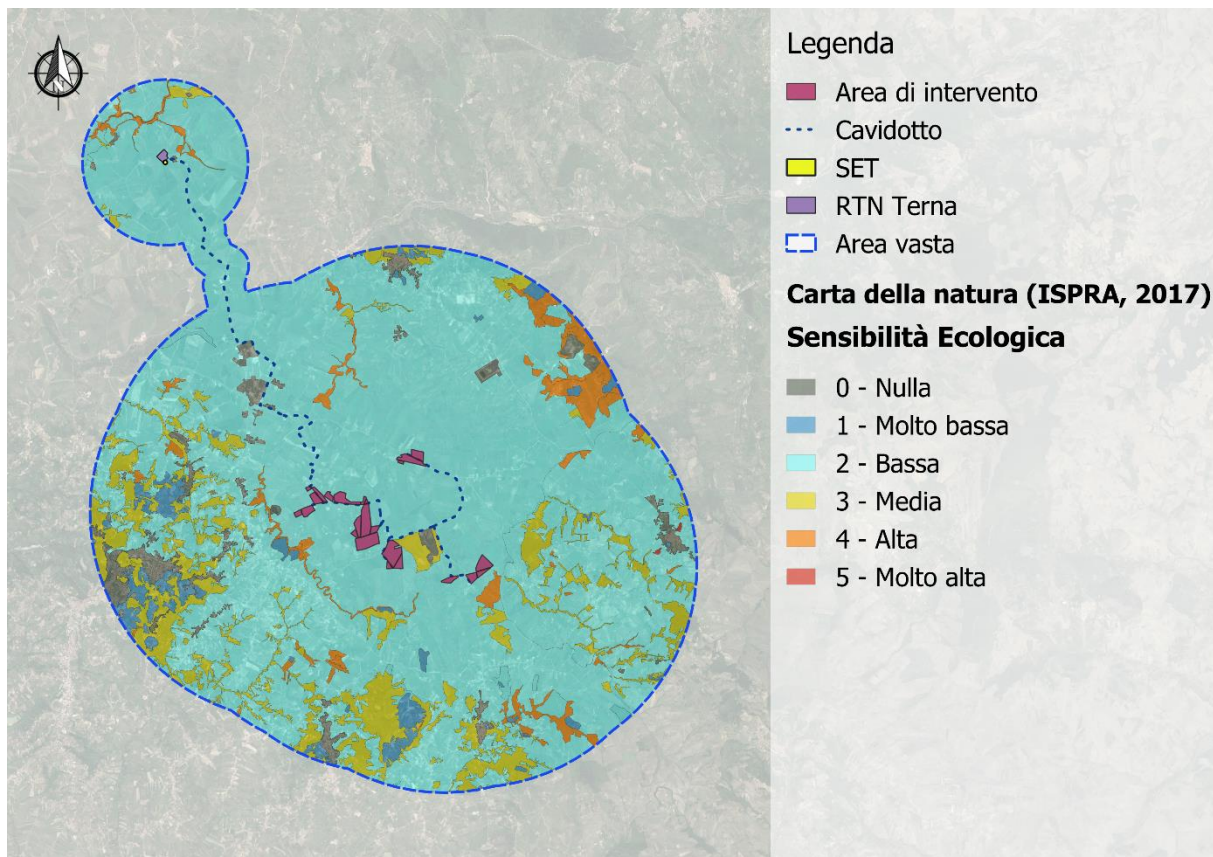 Legenda
Area di intervento
Cavidotto
SET
RTN Terna
Area vasta
Carta della natura (ISPRA, 2017)
Sensibilità Ecologica
0 - Nulla
1 - Molto bassa
2 - Bassa
3 - Media
4 - Alta
5 - Molto alta